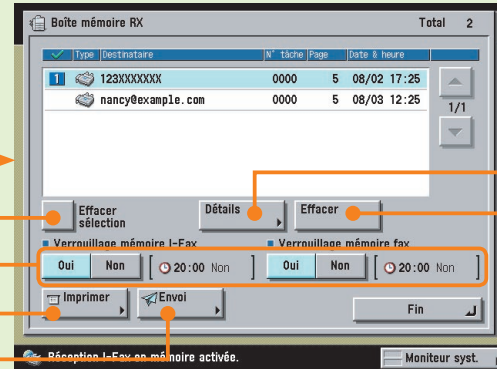 Boîte mémoire RX Total 2
Type Destinataire N° tâche Page Date & heure
1 123XXXXXXX 0000 5 08/02 17:25
nancy@example.com 0000 5 08/03 12:25
1/1
Effacer sélection Détails Effacer
Verrouillage mémoire I-Fax Verrouillage mémoire fax
Oui Non [ 20:00 Non ] Oui Non [ 20:00 Non ]
Imprimer Envoi Fin
Réception I-Fax en mémoire activée. Moniteur syst.